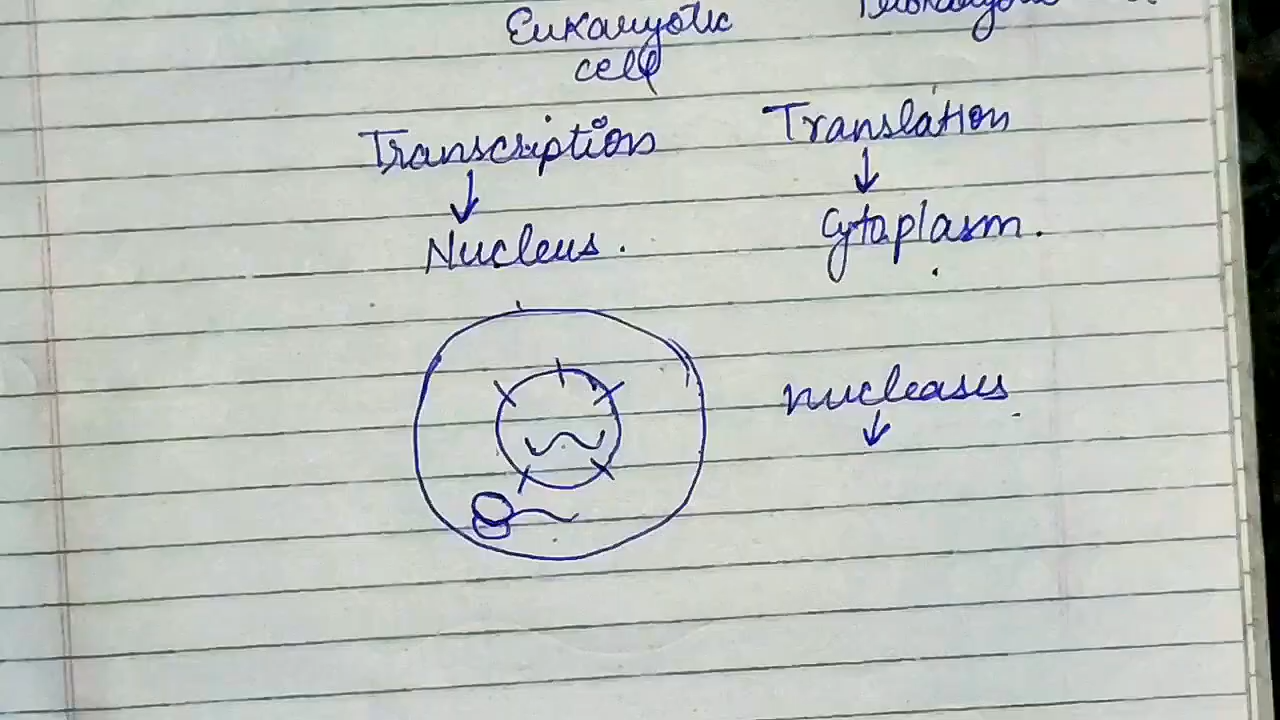 Eukaryotic
cell
Transcription
Translation
↓
↓
Nucleus.
Cytoplasm.
nucleases
↓